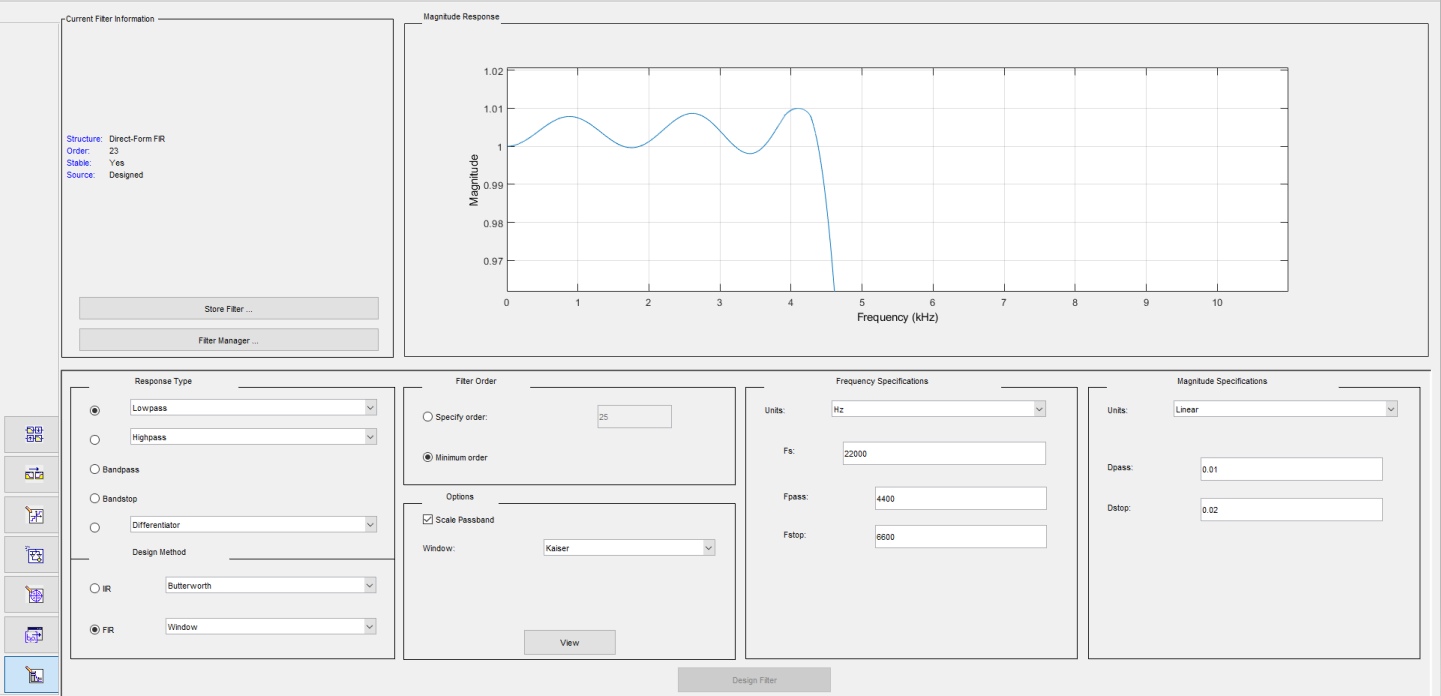 Current Filter Information
Structure: Direct-Form FIR
Order: 23
Stable: Yes
Source: Designed
Store Filter ...
Filter Manager ...
Magnitude Response
1.02
1.01
1
0.99
0.98
0.97
Magnitude
0 1 2 3 4 5 6 7 8 9 10
Frequency (kHz)
Response Type
Lowpass
Highpass
Bandpass
Bandstop
Differentiator
Design Method
IIR Butterworth
FIR Window
Filter Order
Specify order: 25
Minimum order
Options
Scale Passband
Window: Kaiser
View
Frequency Specifications
Units: Hz
Fs: 22000
Fpass: 4400
Fstop: 6600
Magnitude Specifications
Units: Linear
Dpass: 0.01
Dstop: 0.02
Design Filter